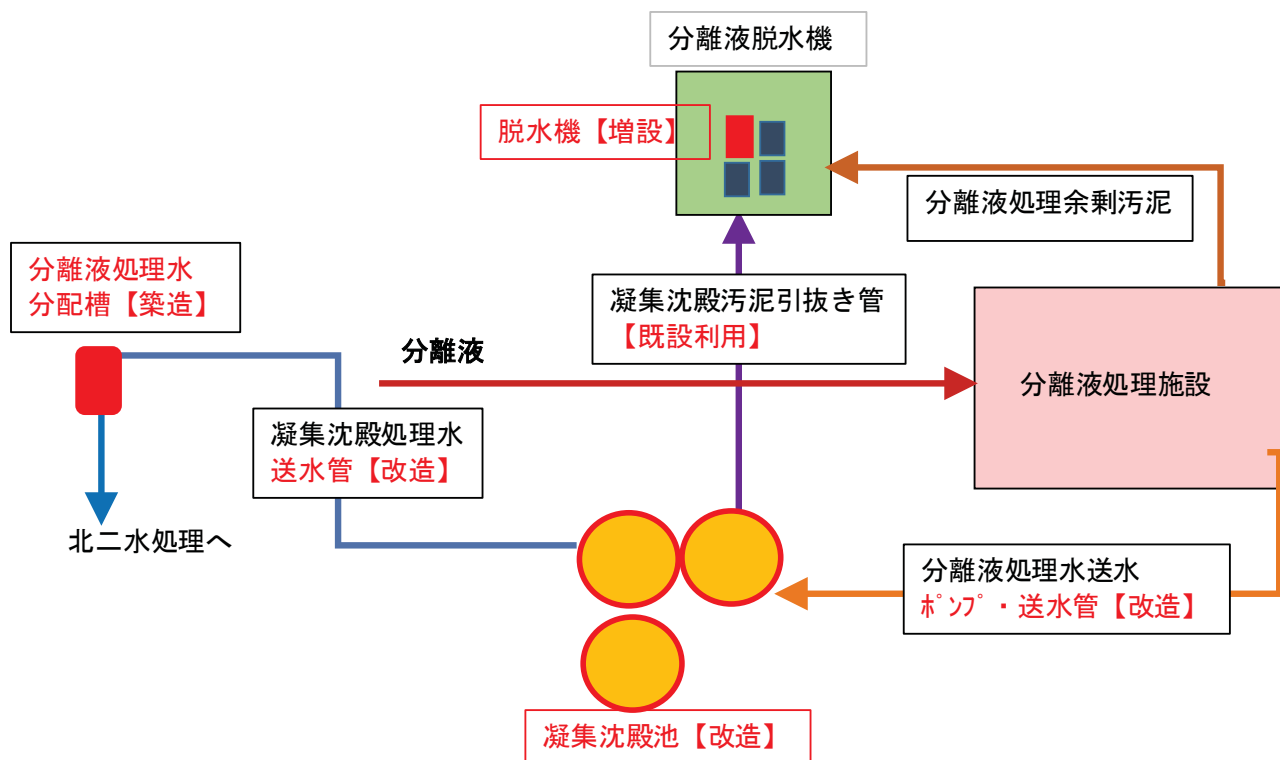 分離液脱水機
脱水機【増設】
分離液処理余剰汚泥
分離液処理水
分配槽【築造】
凝集沈殿汚泥引抜き管
【既設利用】
分離液
分離液処理施設
凝集沈殿処理水
送水管【改造】
北二水処理へ
分離液処理水送水
ﾎﾟﾝﾌﾟ・送水管【改造】
凝集沈殿池【改造】